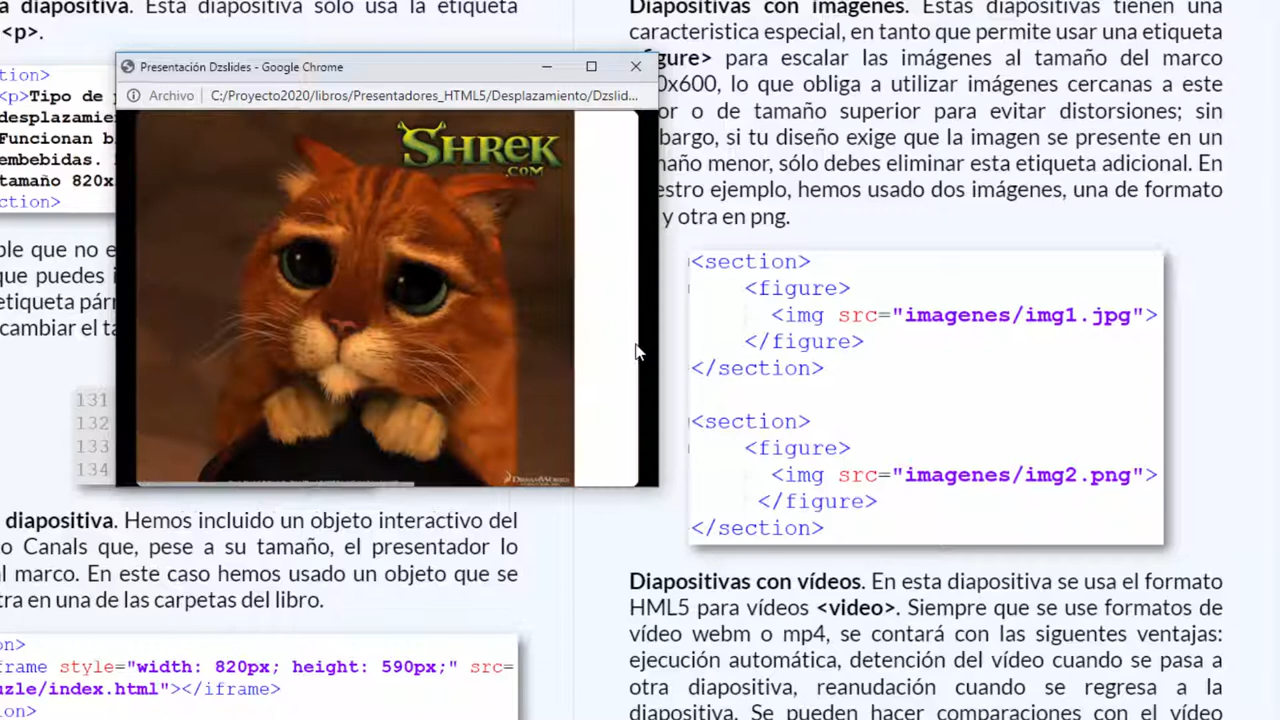 a diapositiva. Esta diapositiva sólo usa la etiqueta
<p>.
ction>
<p>Tipo de
desplazamie
Funcionan b
embebidas.
tamaño 820x
ction>
ble que no e
que puedes i
etiqueta párr
cambiar el ta
131
132
133
134
diapositiva. Hemos incluido un objeto interactivo del
o Canals que, pese a su tamaño, el presentador lo
al marco. En este caso hemos usado un objeto que se
tra en una de las carpetas del libro.
on>
frame style="width: 820px; height: 590px;" src=
uzle/index.html"></iframe>
on>
Presentación Dzslides - Google Chrome
Archivo C:/Proyecto2020/libros/Presentadores_HTML5/Desplazamiento/Dzslid...
SHREK
.COM
DREAMWORKS
Diapositivas con imágenes. Estas diapositivas tienen una
caracteristica especial, en tanto que permite usar una etiqueta
gure> para escalar las imágenes al tamaño del marco
0x600, lo que obliga a utilizar imágenes cercanas a este
or o de tamaño superior para evitar distorsiones; sin
bargo, si tu diseño exige que la imagen se presente en un
maño menor, sólo debes eliminar esta etiqueta adicional. En
estro ejemplo, hemos usado dos imágenes, una de formato
y otra en png.
<section>
<figure>
<img src="imagenes/img1.jpg">
</figure>
</section>
<section>
<figure>
<img src="imagenes/img2.png">
</figure>
</section>
Diapositivas con vídeos. En esta diapositiva se usa el formato
HML5 para vídeos <video>. Siempre que se use formatos de
vídeo webm o mp4, se contará con las siguentes ventajas:
ejecución automática, detención del vídeo cuando se pasa a
otra diapositiva, reanudación cuando se regresa a la
diapositiva. Se pueden hacer comparaciones con el vídeo